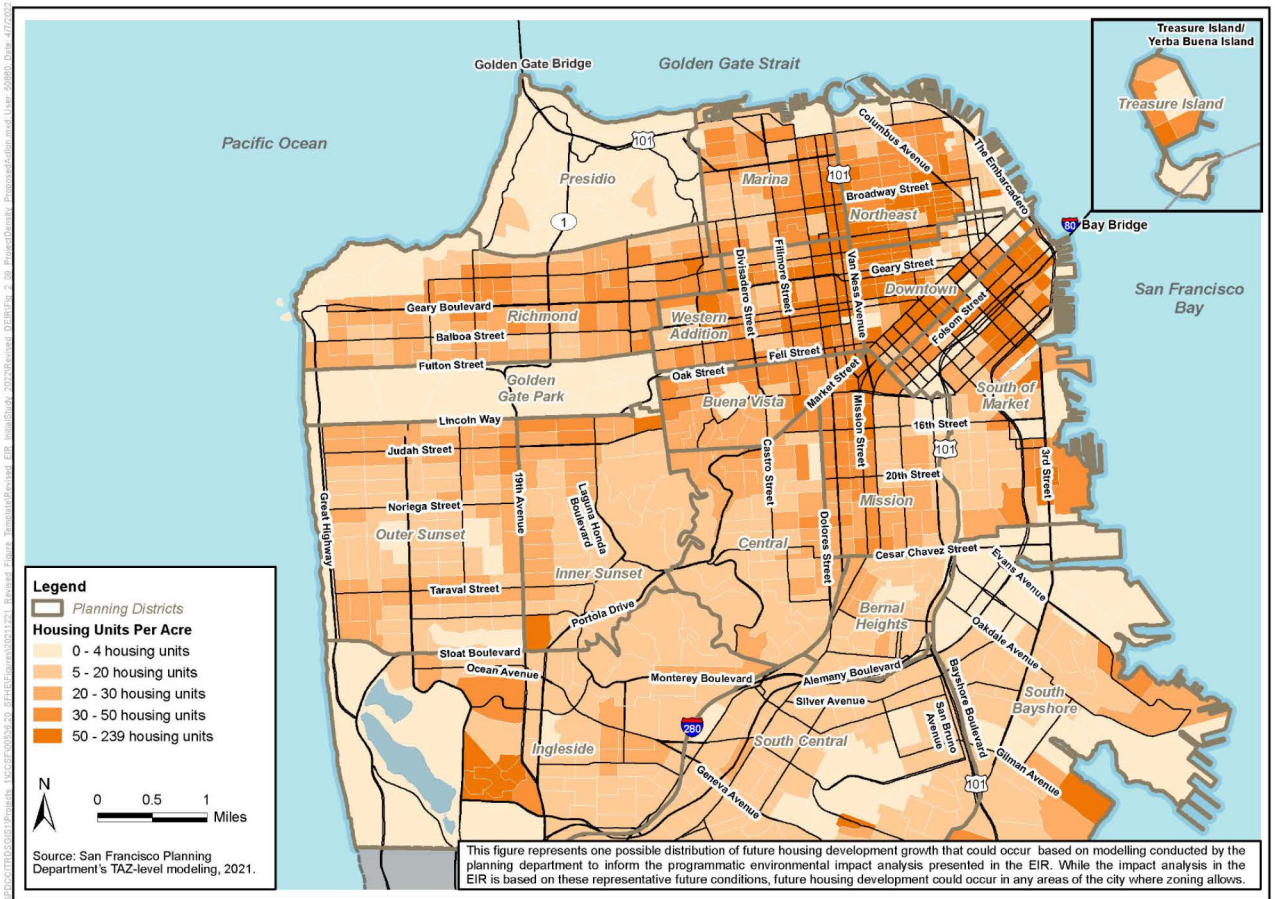 Treasure Island/
Yerba Buena Island
Treasure Island
Golden Gate Bridge
Golden Gate Strait
Pacific Ocean
101
Presidio
1
Marina
101
Columbus Avenue
The Embarcadero
Broadway Street
Northeast
80
Bay Bridge
San Francisco
Bay
Divisadero Street
Fillmore Street
Van Ness Avenue
Geary Street
Downtown
Folsom Street
Geary Boulevard
Richmond
Western
Addition
Balboa Street
Fulton Street
Fell Street
Oak Street
Golden
Gate Park
Buena Vista
Market Street
South of
Market
Lincoln Way
Mission Street
16th Street
Judah Street
Castro Street
101
3rd Street
20th Street
Great Highway
19th Avenue
Laguna Honda
Boulevard
Noriega Street
Mission
Outer Sunset
Dolores Street
Central
Cesar Chavez Street
Evans Avenue
Inner Sunset
Taraval Street
Portola Drive
Bernal
Heights
Oakdale Avenue
Sloat Boulevard
Ocean Avenue
Monterey Boulevard
Alemany Boulevard
Bayshore Boulevard
Silver Avenue
San Bruno
Avenue
South
Bayshore
280
Ingleside
South Central
Gilman Avenue
Geneva Avenue
101
Legend
Planning Districts
Housing Units Per Acre
0 - 4 housing units
5 - 20 housing units
20 - 30 housing units
30 - 50 housing units
50 - 239 housing units
N
0 0.5 1
Miles
Source: San Francisco Planning
Department's TAZ-level modeling, 2021.
This figure represents one possible distribution of future housing development growth that could occur based on modelling conducted by the
planning department to inform the programmatic environmental impact analysis presented in the EIR. While the impact analysis in the
EIR is based on these representative future conditions, future housing development could occur in any areas of the city where zoning allows.